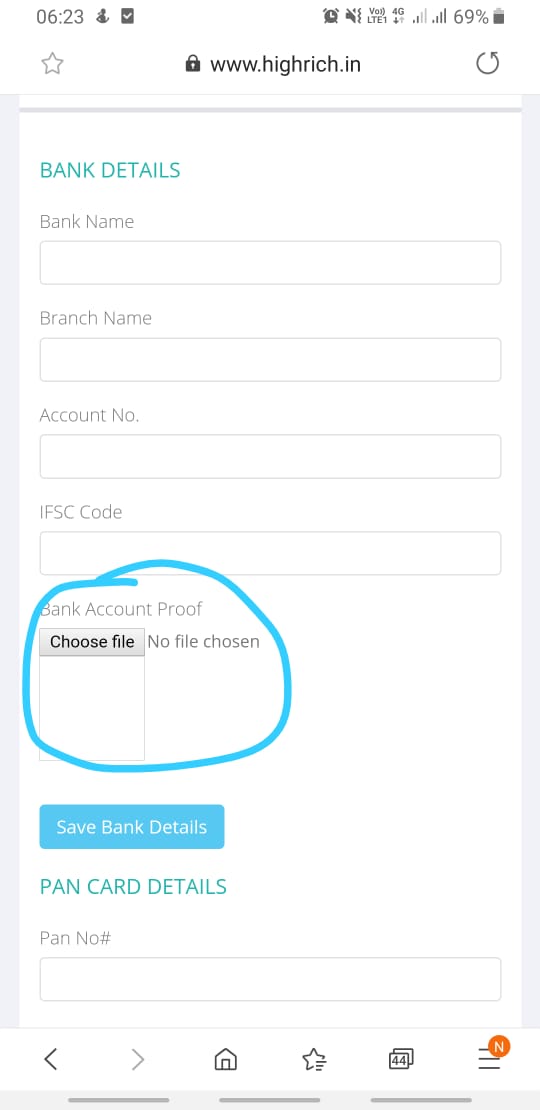 06:23 Vo)) LTE1 4G 69%
www.highrich.in
BANK DETAILS
Bank Name
Branch Name
Account No.
IFSC Code
Bank Account Proof
Choose file No file chosen
Save Bank Details
PAN CARD DETAILS
Pan No#
44 N